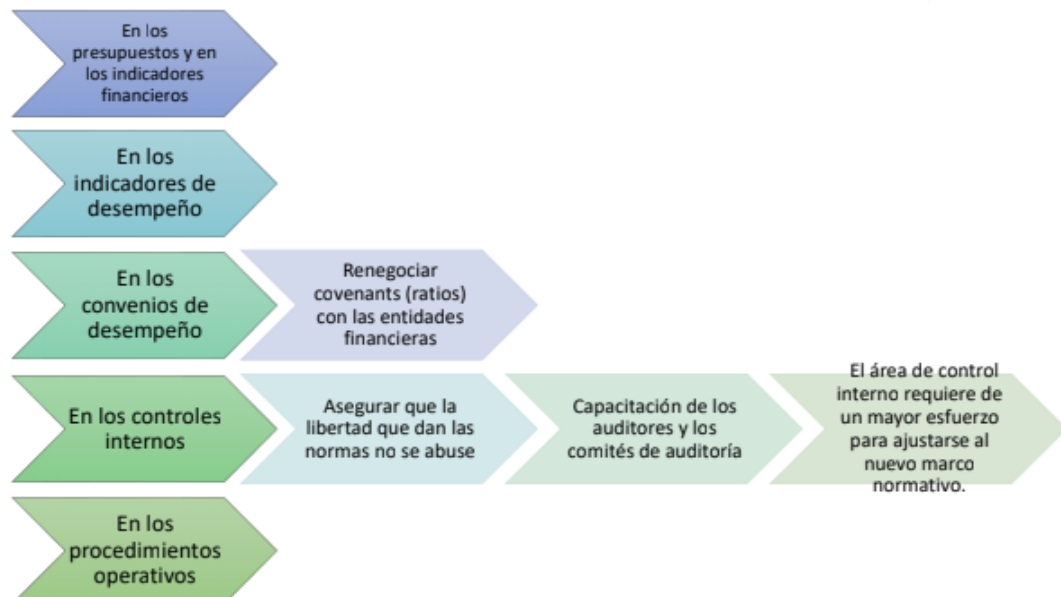 En los
presupuestos y en
los indicadores
financieros
En los
indicadores de
desempeño
En los
convenios de
desempeño
Renegociar
covenants (ratios)
con las entidades
financieras
En los controles
internos
Asegurar que la
libertad que dan las
normas no se abuse
Capacitación de los
auditores y los
comités de auditoría
El área de control
interno requiere de
un mayor esfuerzo
para ajustarse al
nuevo marco
normativo.
En los
procedimientos
operativos